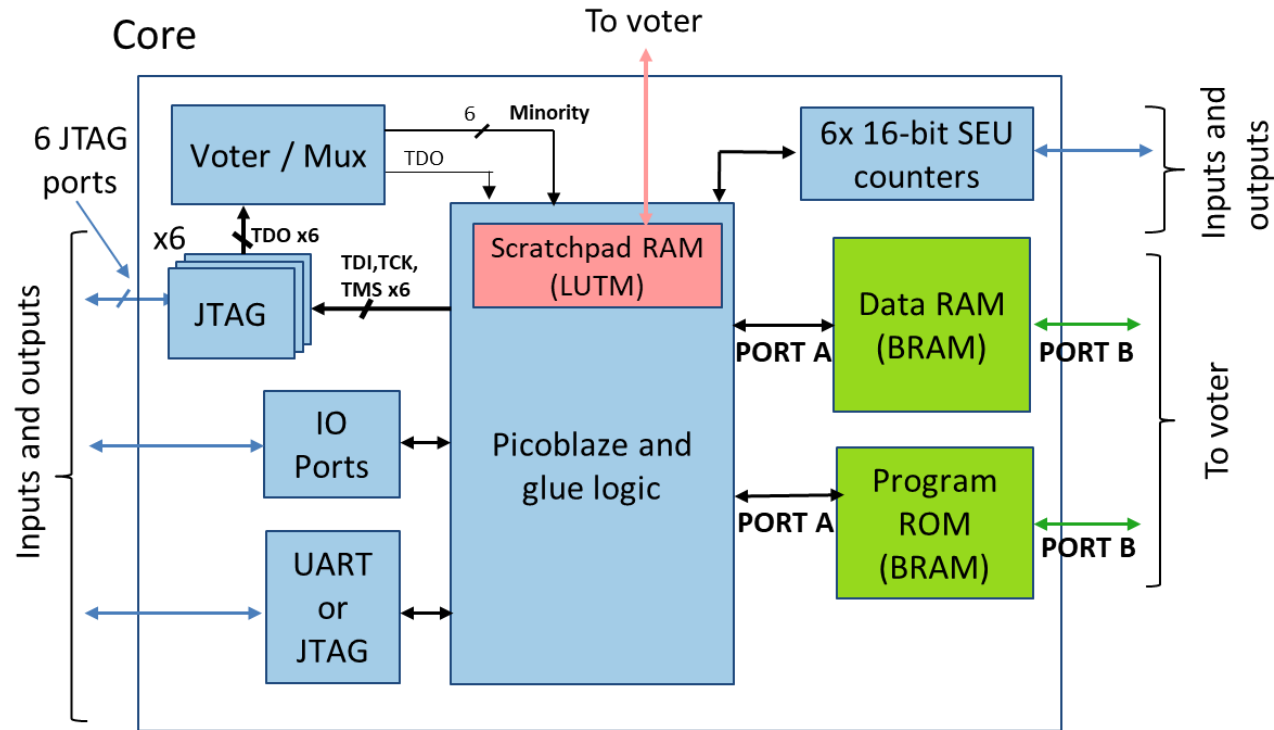 Core
To voter
6 JTAG
ports
Voter / Mux
6
Minority
TDO
6x 16-bit SEU
counters
Inputs and
outputs
x6
TDO x6
JTAG
TDI,TCK,
TMS x6
Scratchpad RAM
(LUTM)
Data RAM
(BRAM)
PORT A
PORT B
Inputs and outputs
IO
Ports
Picoblaze and
glue logic
Program
ROM
(BRAM)
PORT A
PORT B
To voter
UART
or
JTAG